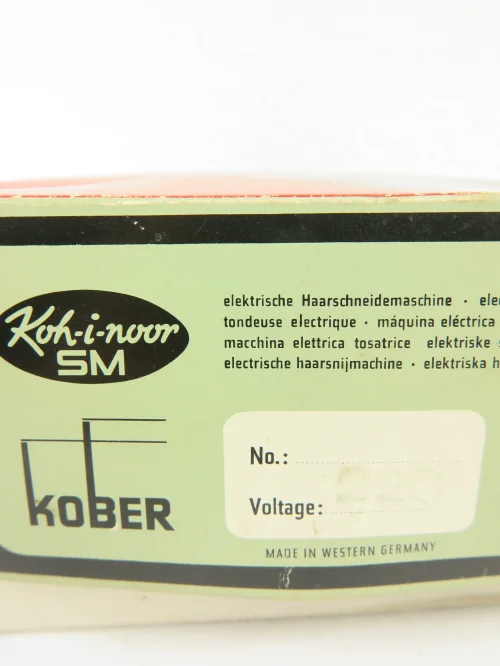 Koh-i-noor
SM
elektrische Haarschneidemaschine ·
tondeuse electrique · máquina eléctrica
macchina elettrica tosatrice elektriske
electrische haarsnijmachine · elektriska
KOBER
No.:
Voltage: 220
MADE IN WESTERN GERMANY